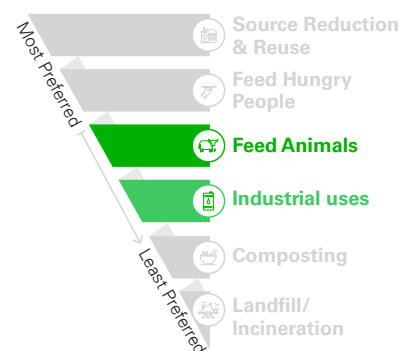 Most Preferred
Source Reduction
& Reuse
Feed Hungry
People
Feed Animals
Industrial uses
Composting
Landfill/
Incineration
Least Preferred